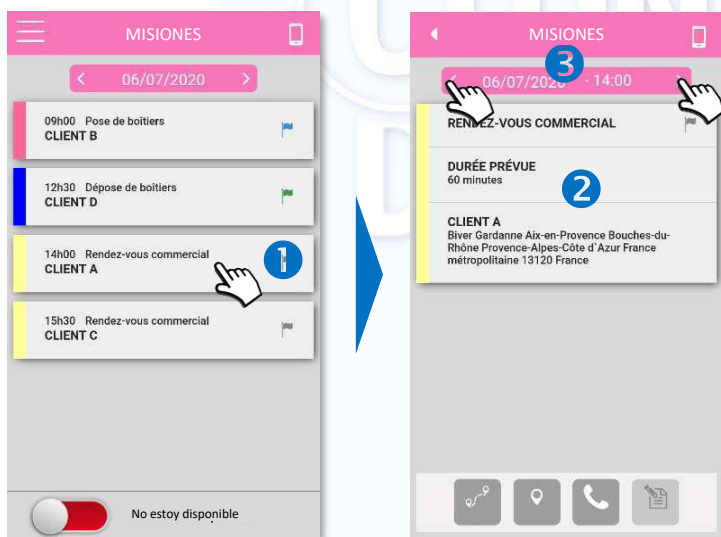 MISIONES
06/07/2020
09h00 Pose de boîtiers
CLIENT B
12h30 Dépose de boîtiers
CLIENT D
14h00 Rendez-vous commercial
CLIENT A
1
15h30 Rendez-vous commercial
CLIENT C
No estoy disponible
MISIONES
3
06/07/2020 - 14:00
RENDEZ-VOUS COMMERCIAL
DURÉE PRÉVUE
60 minutes
2
CLIENT A
Biver Gardanne Aix-en-Provence Bouches-du-
Rhône Provence-Alpes-Côte d`Azur France
métropolitaine 13120 France